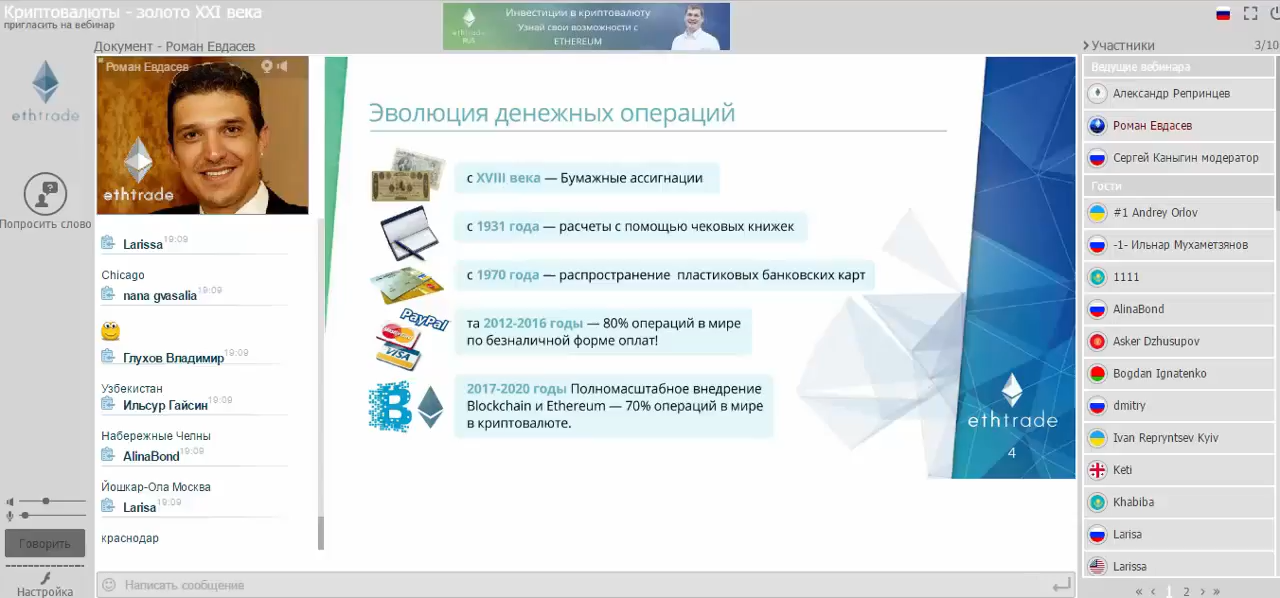 Криптовалюты - золото XXI века
пригласить на вебинар
Инвестиции в криптовалюту
Узнай свои возможности с
ETHEREUM
Документ - Роман Евдасев
Участники
3/10
ethtrade
Попросить слово
Говорить
Настройка
Роман Евдасев
ethtrade
Larissa 19:09
Chicago
nana gvasalia 19:09
Глухов Владимир 19:09
Узбекистан
Ильсур Гайсин 19:09
Набережные Челны
AlinaBond 19:09
Йошкар-Ола Москва
Larisa 19:09
краснодар
Написать сообщение
Эволюция денежных операций
с XVIII века — Бумажные ассигнации
с 1931 года — расчеты с помощью чековых книжек
с 1970 года — распространение пластиковых банковских карт
PayPal
MasterCard
VISA
та 2012-2016 годы — 80% операций в мире
по безналичной форме оплат!
2017-2020 годы Полномасштабное внедрение
Blockchain и Ethereum — 70% операций в мире
в криптовалюте.
ethtrade
4
Ведущие вебинара
Александр Репринцев
Роман Евдасев
Сергей Каныгин модератор
Гости
#1 Andrey Orlov
-1- Ильнар Мухаметзянов
1111
AlinaBond
Asker Dzhusupov
Bogdan Ignatenko
dmitry
Ivan Repryntsev Kyiv
Keti
Khabiba
Larisa
Larissa
« ‹ 1 2 › »